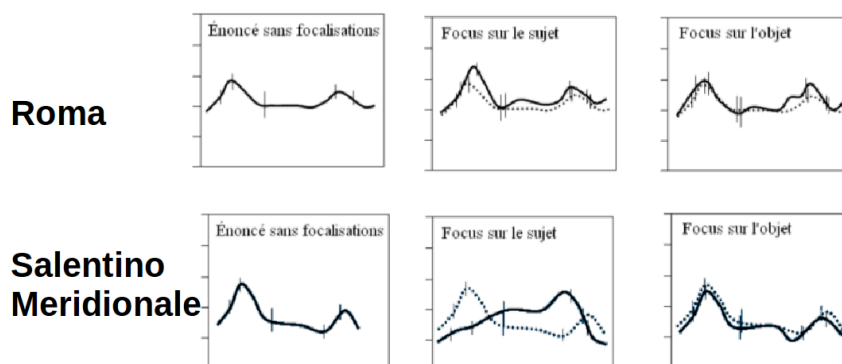 Énoncé sans focalisations
Focus sur le sujet
Focus sur l'objet
Roma
Énoncé sans focalisations
Focus sur le sujet
Focus sur l'objet
Salentino
Meridionale